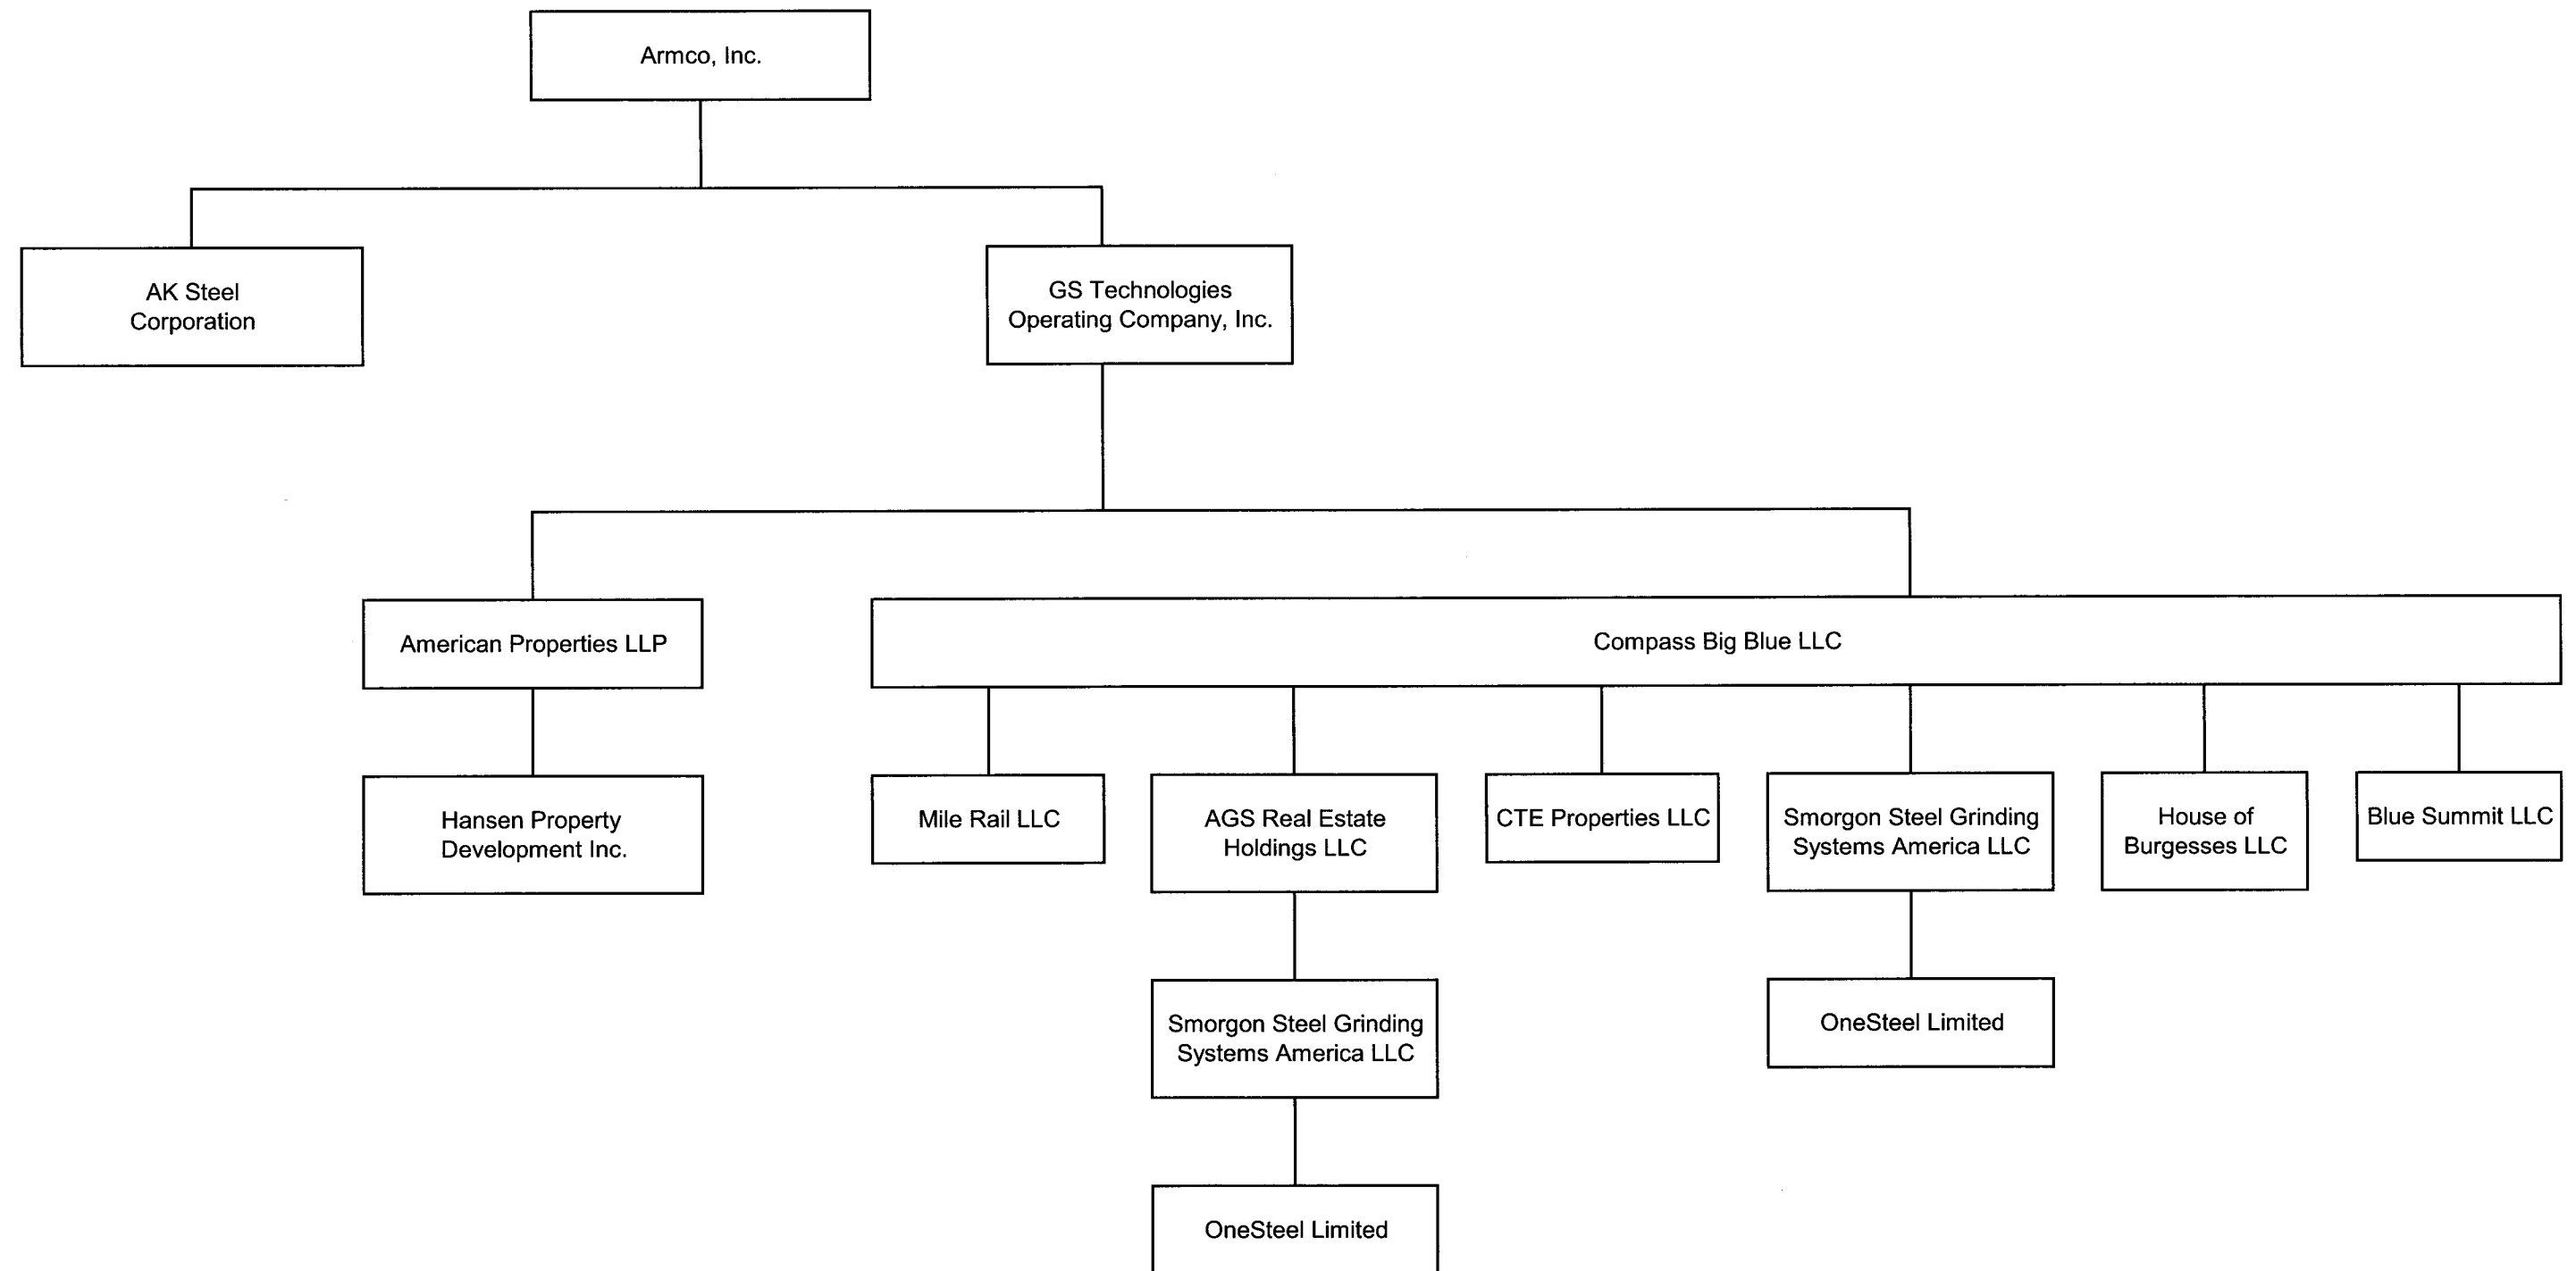 Armco, Inc.
AK Steel
Corporation
GS Technologies
Operating Company, Inc.
American Properties LLP
Compass Big Blue LLC
Hansen Property
Development Inc.
Mile Rail LLC
AGS Real Estate
Holdings LLC
CTE Properties LLC
Smorgon Steel Grinding
Systems America LLC
House of
Burgesses LLC
Blue Summit LLC
Smorgon Steel Grinding
Systems America LLC
OneSteel Limited
OneSteel Limited